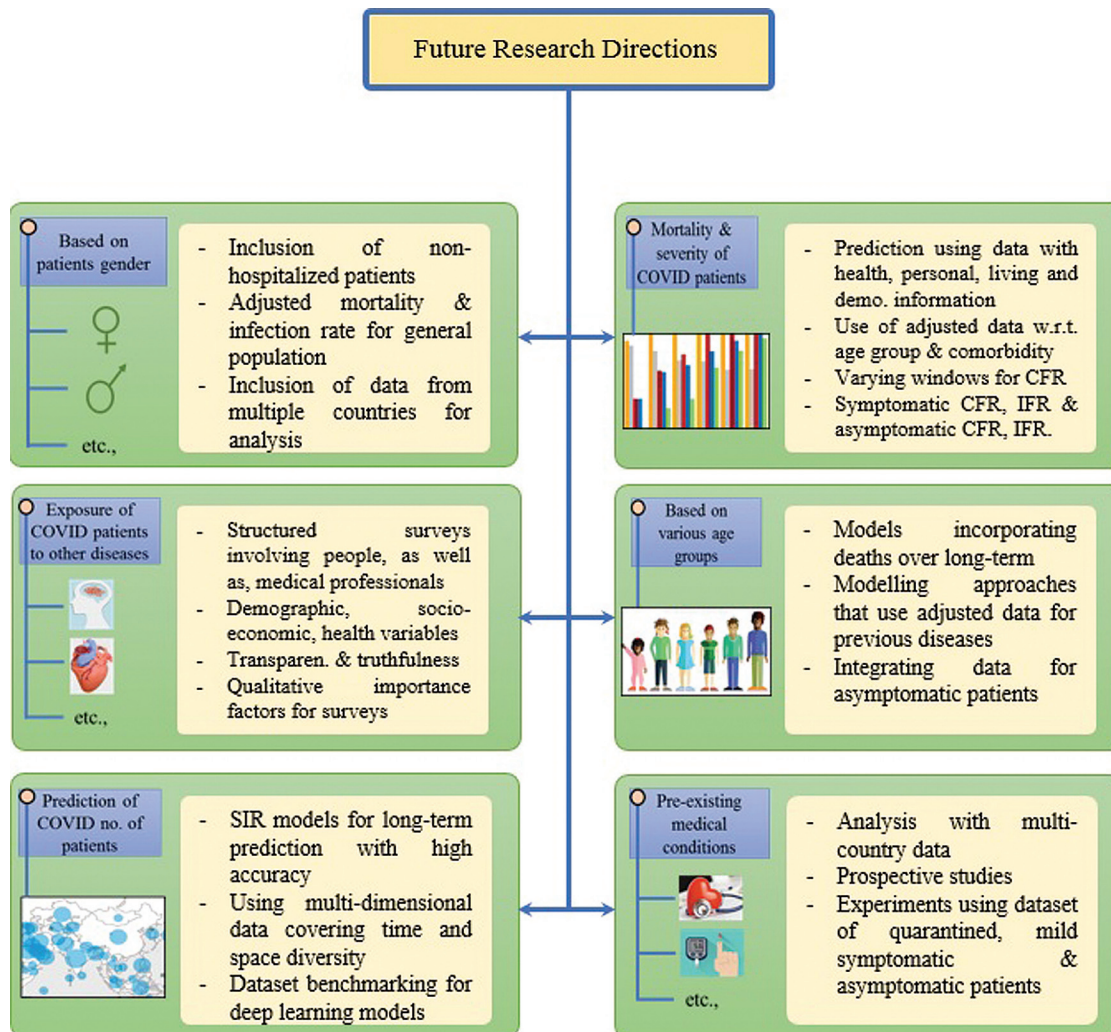 Future Research Directions
Based on
patients gender
etc.,
- Inclusion of non-
hospitalized patients
- Adjusted mortality &
infection rate for general
population
- Inclusion of data from
multiple countries for
analysis
Mortality &
severity of
COVID patients
- Prediction using data with
health, personal, living and
demo. information
- Use of adjusted data w.r.t.
age group & comorbidity
- Varying windows for CFR
- Symptomatic CFR, IFR &
asymptomatic CFR, IFR.
Exposure of
COVID patients
to other diseases
etc.,
- Structured surveys
involving people, as well
as, medical professionals
- Demographic, socio-
economic, health variables
- Transparen. & truthfulness
- Qualitative importance
factors for surveys
Based on
various age
groups
- Models incorporating
deaths over long-term
- Modelling approaches
that use adjusted data for
previous diseases
- Integrating data for
asymptomatic patients
Prediction of
COVID no. of
patients
- SIR models for long-term
prediction with high
accuracy
- Using multi-dimensional
data covering time and
space diversity
- Dataset benchmarking for
deep learning models
Pre-existing
medical
conditions
etc.,
- Analysis with multi-
country data
- Prospective studies
- Experiments using dataset
of quarantined, mild
symptomatic &
asymptomatic patients